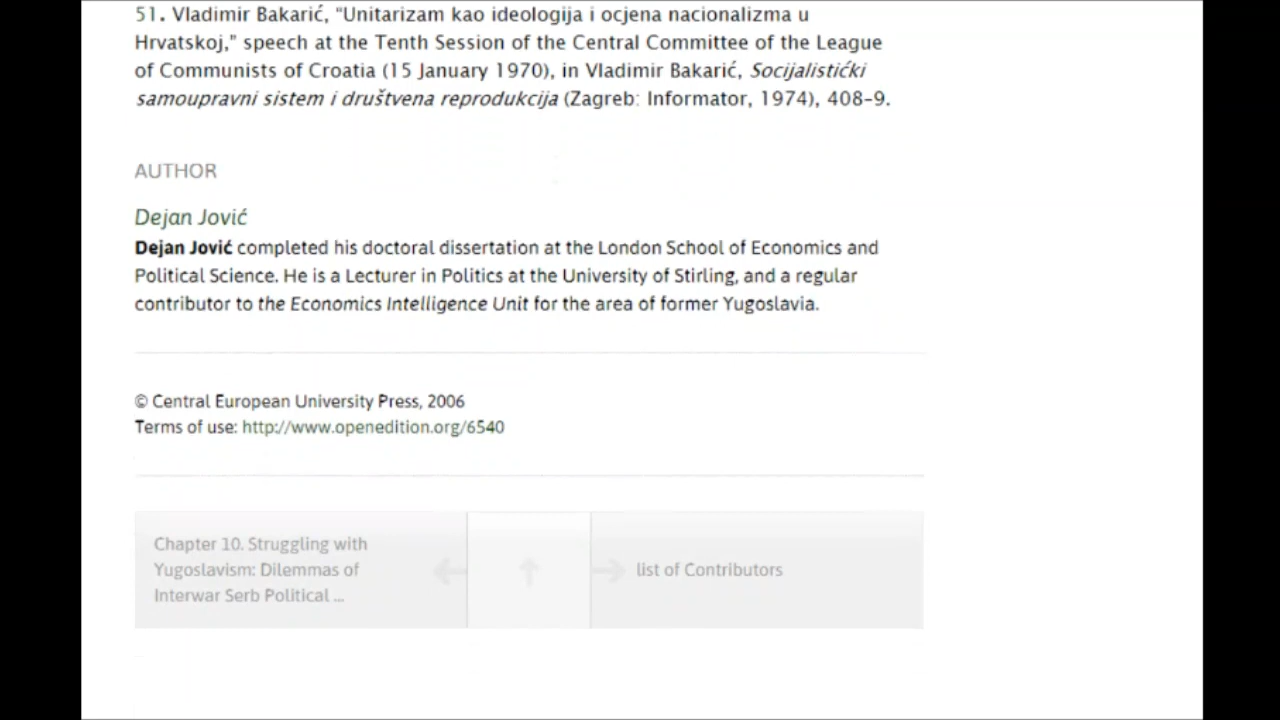 51. Vladimir Bakarić, “Unitarizam kao ideologija i ocjena nacionalizma u
Hrvatskoj,” speech at the Tenth Session of the Central Committee of the League
of Communists of Croatia (15 January 1970), in Vladimir Bakarić, Socijalistićki
samoupravni sistem i društvena reprodukcija (Zagreb: Informator, 1974), 408–9.
AUTHOR
Dejan Jović
Dejan Jović completed his doctoral dissertation at the London School of Economics and
Political Science. He is a Lecturer in Politics at the University of Stirling, and a regular
contributor to the Economics Intelligence Unit for the area of former Yugoslavia.
© Central European University Press, 2006
Terms of use: http://www.openedition.org/6540
Chapter 10. Struggling with
Yugoslavism: Dilemmas of
Interwar Serb Political ...
list of Contributors